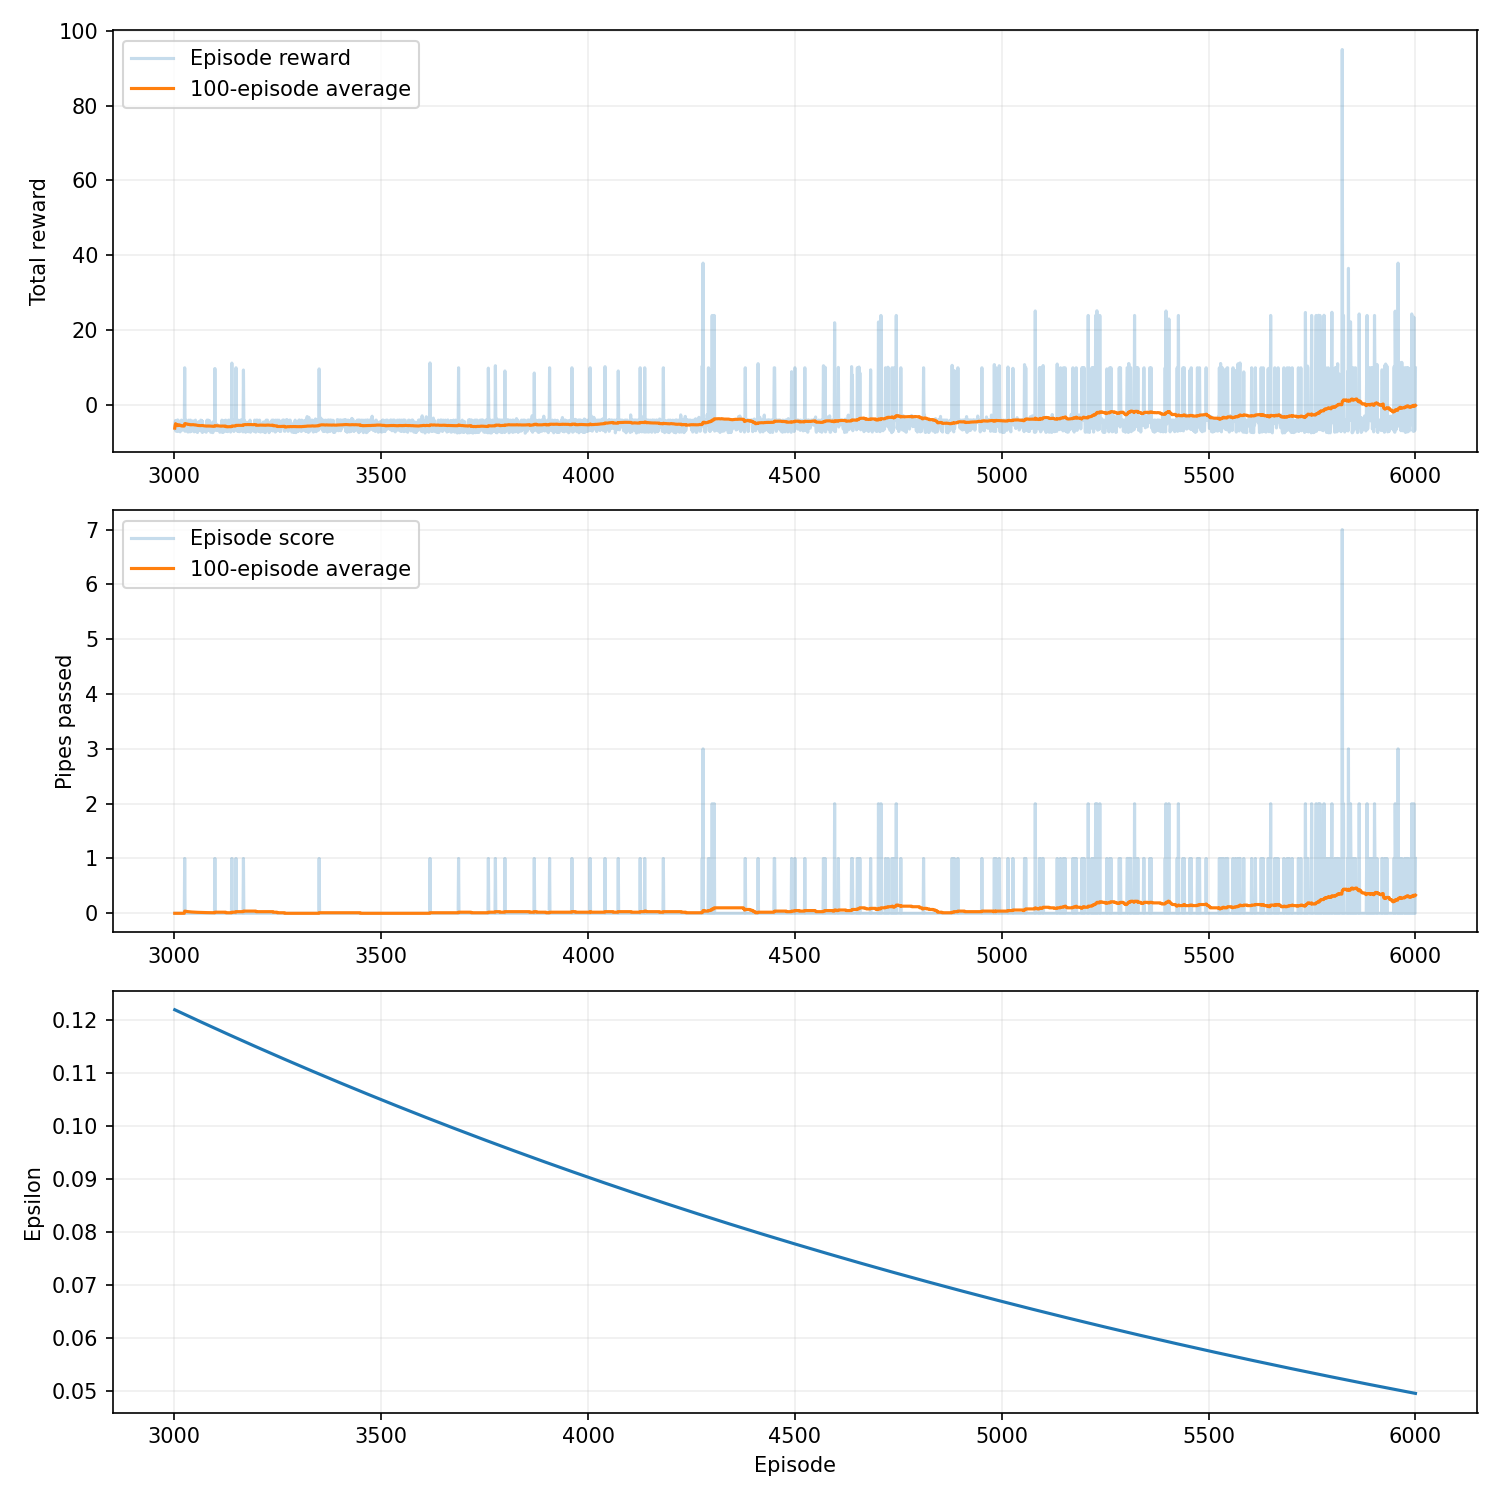 100
80
60
40
20
0
Total reward
Episode reward
100-episode average
3000 3500 4000 4500 5000 5500 6000
7
6
5
4
3
2
1
0
Pipes passed
Episode score
100-episode average
3000 3500 4000 4500 5000 5500 6000
0.12
0.11
0.10
0.09
0.08
0.07
0.06
0.05
Epsilon
3000 3500 4000 4500 5000 5500 6000
Episode